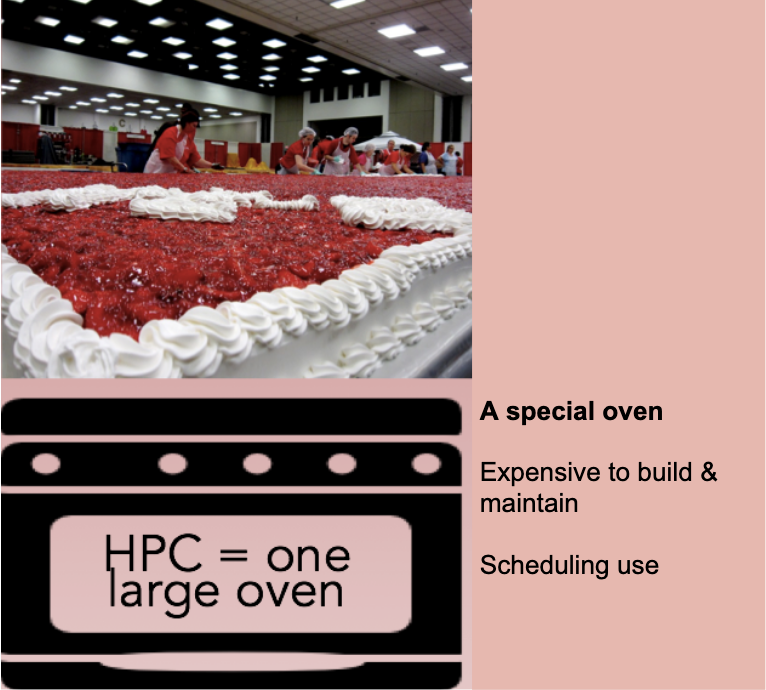 HPC = one
large oven
A special oven
Expensive to build &
maintain
Scheduling use